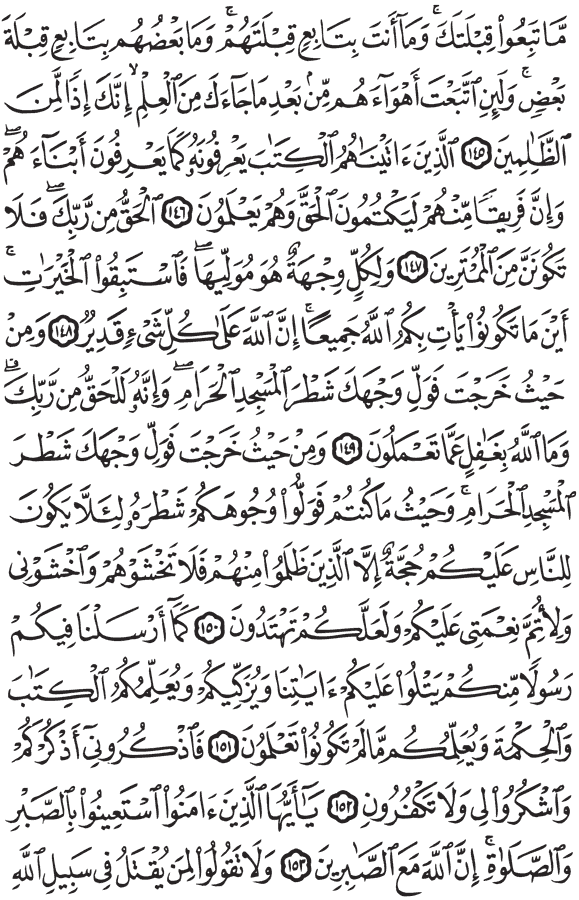 مَّا تَبِعُوا۟ قِبْلَتَكَ ۚ وَمَآ أَنتَ بِتَابِعٍ قِبْلَتَهُمْ ۚ وَمَا بَعْضُهُم بِتَابِعٍ قِبْلَةَ
بَعْضٍ ۚ وَلَئِنِ ٱتَّبَعْتَ أَهْوَآءَهُم مِّنۢ بَعْدِ مَا جَآءَكَ مِنَ ٱلْعِلْمِ ۙ إِنَّكَ إِذًا لَّمِنَ
ٱلظَّٰلِمِينَ ١٤٥ ٱلَّذِينَ ءَاتَيْنَٰهُمُ ٱلْكِتَٰبَ يَعْرِفُونَهُۥ كَمَا يَعْرِفُونَ أَبْنَآءَهُمْ ۖ
وَإِنَّ فَرِيقًا مِّنْهُمْ لَيَكْتُمُونَ ٱلْحَقَّ وَهُمْ يَعْلَمُونَ ١٤٦ ٱلْحَقُّ مِن رَّبِّكَ ۖ فَلَا
تَكُونَنَّ مِنَ ٱلْمُمْتَرِينَ ١٤٧ وَلِكُلٍّ وِجْهَةٌ هُوَ مُوَلِّيهَا ۖ فَٱسْتَبِقُوا۟ ٱلْخَيْرَٰتِ ۚ
أَيْنَ مَا تَكُونُوا۟ يَأْتِ بِكُمُ ٱللَّهُ جَمِيعًا ۚ إِنَّ ٱللَّهَ عَلَىٰ كُلِّ شَىْءٍ قَدِيرٌ ١٤٨ وَمِنْ
حَيْثُ خَرَجْتَ فَوَلِّ وَجْهَكَ شَطْرَ ٱلْمَسْجِدِ ٱلْحَرَامِ ۖ وَإِنَّهُۥ لَلْحَقُّ مِن رَّبِّكَ ۗ
وَمَا ٱللَّهُ بِغَٰفِلٍ عَمَّا تَعْمَلُونَ ١٤٩ وَمِنْ حَيْثُ خَرَجْتَ فَوَلِّ وَجْهَكَ شَطْرَ
ٱلْمَسْجِدِ ٱلْحَرَامِ ۚ وَحَيْثُ مَا كُنتُمْ فَوَلُّوا۟ وُجُوهَكُمْ شَطْرَهُۥ لِئَلَّا يَكُونَ
لِلنَّاسِ عَلَيْكُمْ حُجَّةٌ إِلَّا ٱلَّذِينَ ظَلَمُوا۟ مِنْهُمْ فَلَا تَخْشَوْهُمْ وَٱخْشَوْنِى
وَلِأُتِمَّ نِعْمَتِى عَلَيْكُمْ وَلَعَلَّكُمْ تَهْتَدُونَ ١٥٠ كَمَآ أَرْسَلْنَا فِيكُمْ
رَسُولًا مِّنكُمْ يَتْلُوا۟ عَلَيْكُمْ ءَايَٰتِنَا وَيُزَكِّيكُمْ وَيُعَلِّمُكُمُ ٱلْكِتَٰبَ
وَٱلْحِكْمَةَ وَيُعَلِّمُكُم مَّا لَمْ تَكُونُوا۟ تَعْلَمُونَ ١٥١ فَٱذْكُرُونِىٓ أَذْكُرْكُمْ
وَٱشْكُرُوا۟ لِى وَلَا تَكْفُرُونِ ١٥٢ يَٰٓأَيُّهَا ٱلَّذِينَ ءَامَنُوا۟ ٱسْتَعِينُوا۟ بِٱلصَّبْرِ
وَٱلصَّلَوٰةِ ۚ إِنَّ ٱللَّهَ مَعَ ٱلصَّٰبِرِينَ ١٥٣ وَلَا تَقُولُوا۟ لِمَن يُقْتَلُ فِى سَبِيلِ ٱللَّهِ